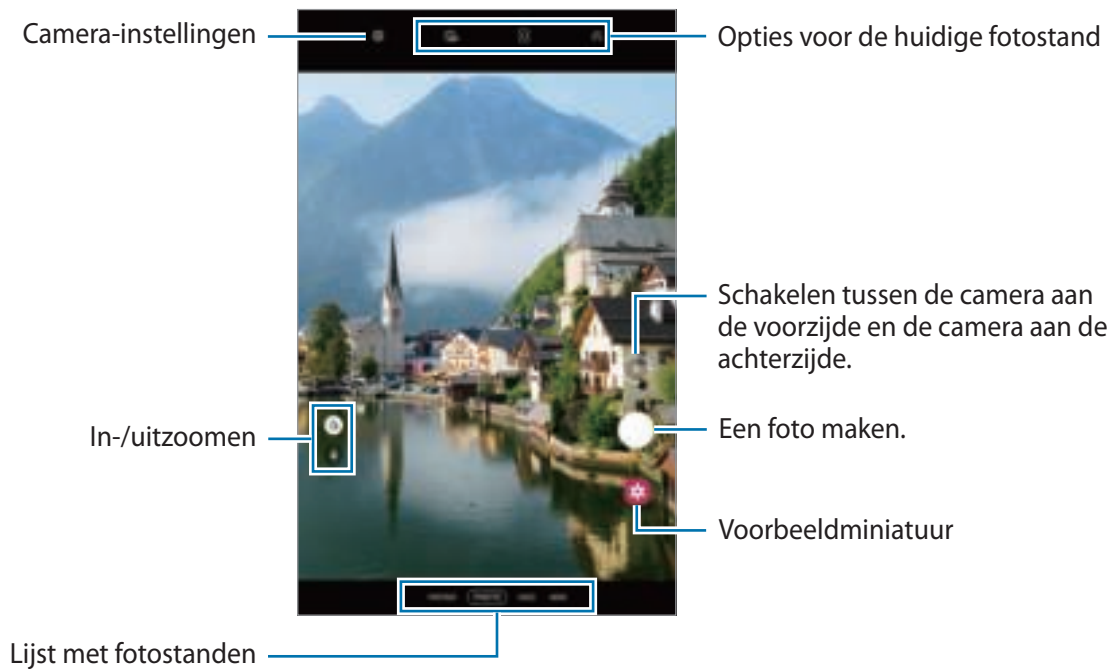 Camera-instellingen
Opties voor de huidige fotostand
Schakelen tussen de camera aan
de voorzijde en de camera aan de
achterzijde.
In-/uitzoomen
Een foto maken.
Voorbeeldminiatuur
Lijst met fotostanden